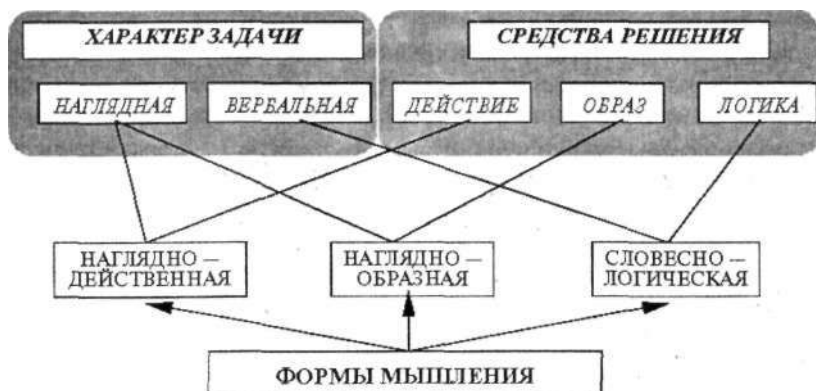 ХАРАКТЕР ЗАДАЧИ
СРЕДСТВА РЕШЕНИЯ
НАГЛЯДНАЯ
ВЕРБАЛЬНАЯ
ДЕЙСТВИЕ
ОБРАЗ
ЛОГИКА
НАГЛЯДНО —
ДЕЙСТВЕННАЯ
НАГЛЯДНО —
ОБРАЗНАЯ
СЛОВЕСНО —
ЛОГИЧЕСКАЯ
ФОРМЫ МЫШЛЕНИЯ